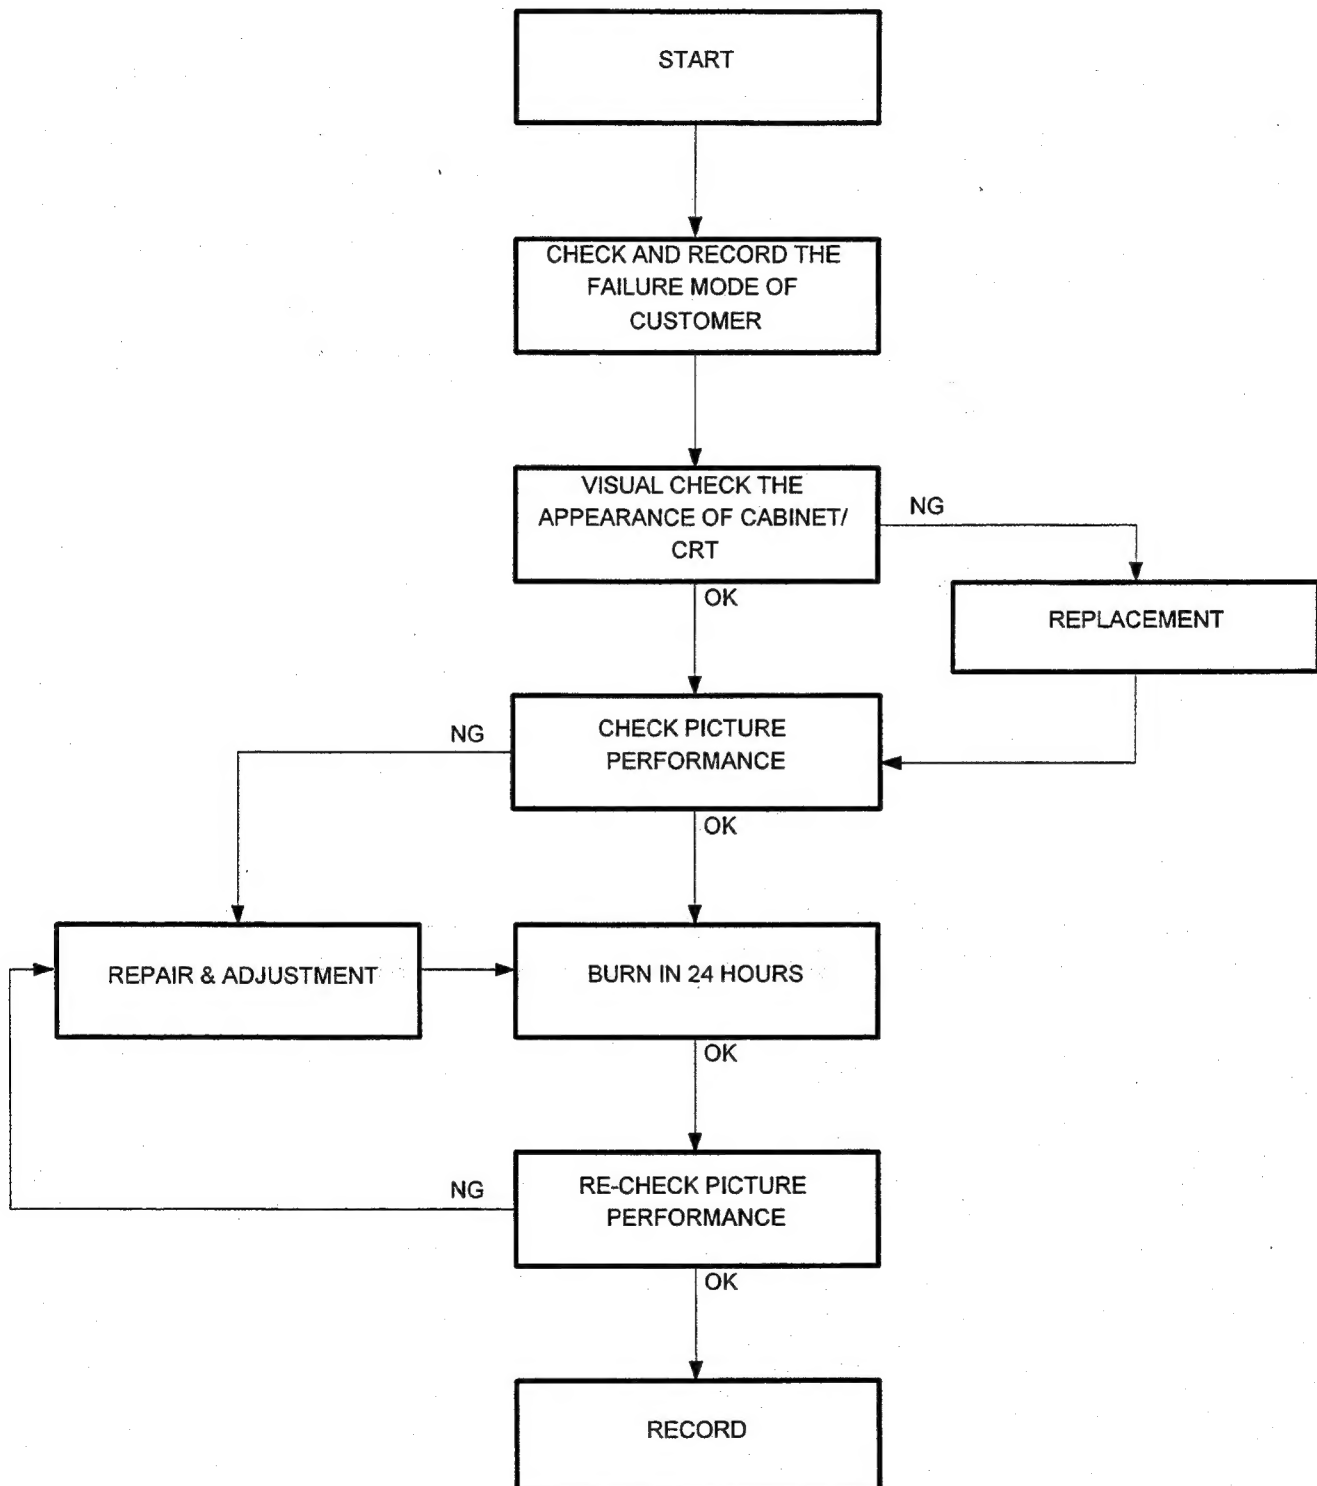 START
CHECK AND RECORD THE
FAILURE MODE OF
CUSTOMER
VISUAL CHECK THE
APPEARANCE OF CABINET/
CRT
NG
OK
REPLACEMENT
CHECK PICTURE
PERFORMANCE
NG
OK
REPAIR & ADJUSTMENT
BURN IN 24 HOURS
OK
RE-CHECK PICTURE
PERFORMANCE
NG
OK
RECORD